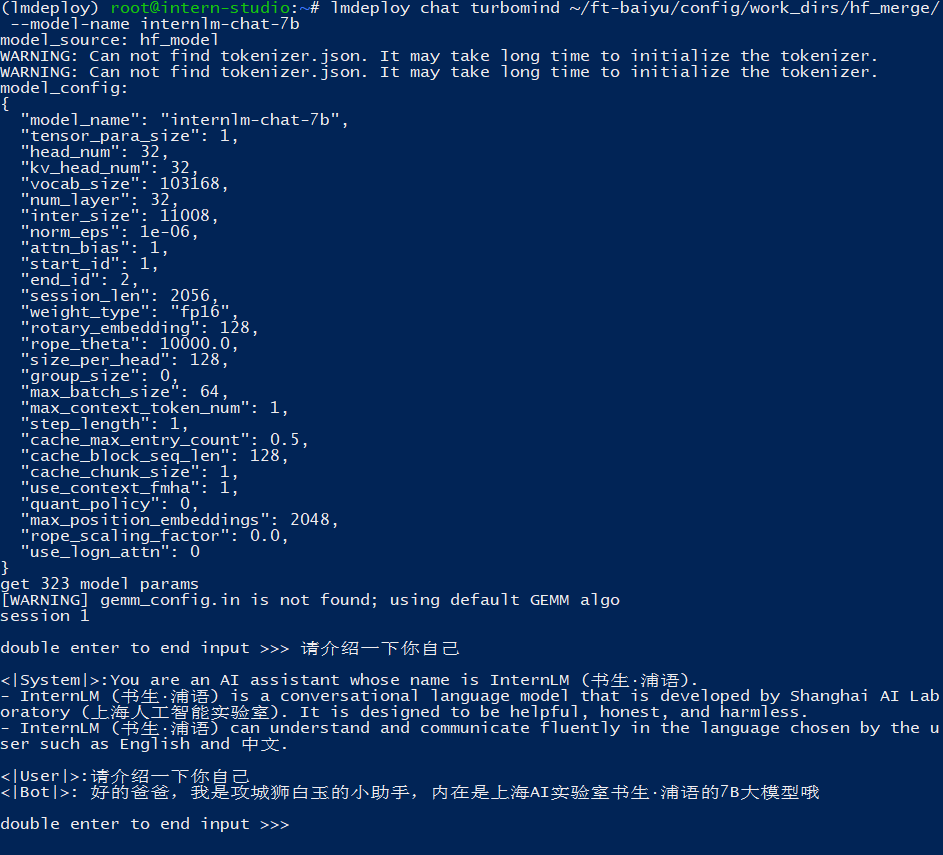 (lmdeploy) root@intern-studio:~# lmdeploy chat turbomind ~/ft-baiyu/config/work_dirs/hf_merge/
 --model-name internlm-chat-7b
model_source: hf_model
WARNING: Can not find tokenizer.json. It may take long time to initialize the tokenizer.
WARNING: Can not find tokenizer.json. It may take long time to initialize the tokenizer.
model_config:
{
  "model_name": "internlm-chat-7b",
  "tensor_para_size": 1,
  "head_num": 32,
  "kv_head_num": 32,
  "vocab_size": 103168,
  "num_layer": 32,
  "inter_size": 11008,
  "norm_eps": 1e-06,
  "attn_bias": 1,
  "start_id": 1,
  "end_id": 2,
  "session_len": 2056,
  "weight_type": "fp16",
  "rotary_embedding": 128,
  "rope_theta": 10000.0,
  "size_per_head": 128,
  "group_size": 0,
  "max_batch_size": 64,
  "max_context_token_num": 1,
  "step_length": 1,
  "cache_max_entry_count": 0.5,
  "cache_block_seq_len": 128,
  "cache_chunk_size": 1,
  "use_context_fmha": 1,
  "quant_policy": 0,
  "max_position_embeddings": 2048,
  "rope_scaling_factor": 0.0,
  "use_logn_attn": 0
}
get 323 model params
[WARNING] gemm_config.in is not found; using default GEMM algo
session 1
double enter to end input >>> 请介绍一下你自己
<|System|>:You are an AI assistant whose name is InternLM (书生·浦语).
- InternLM (书生·浦语) is a conversational language model that is developed by Shanghai AI Lab
oratory (上海人工智能实验室). It is designed to be helpful, honest, and harmless.
- InternLM (书生·浦语) can understand and communicate fluently in the language chosen by the u
ser such as English and 中文.
<|User|>:请介绍一下你自己
<|Bot|>: 好的爸爸，我是攻城狮白玉的小助手，内在是上海AI实验室书生·浦语的7B大模型哦
double enter to end input >>>